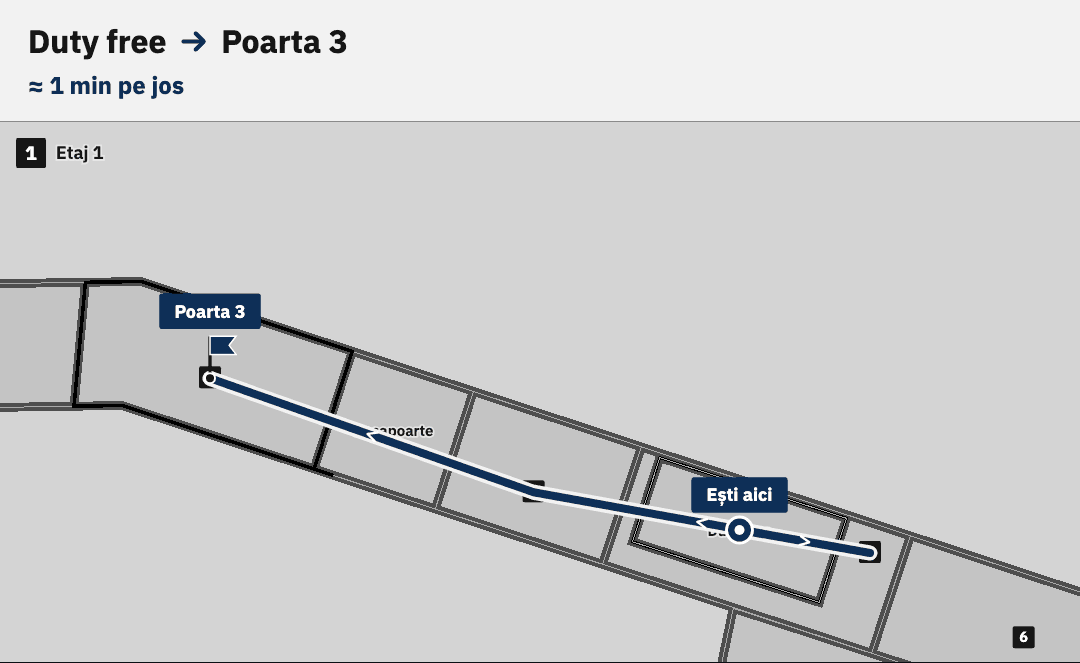 Duty free → Poarta 3
≈ 1 min pe jos
1 Etaj 1
Poarta 3
Ești aici
6